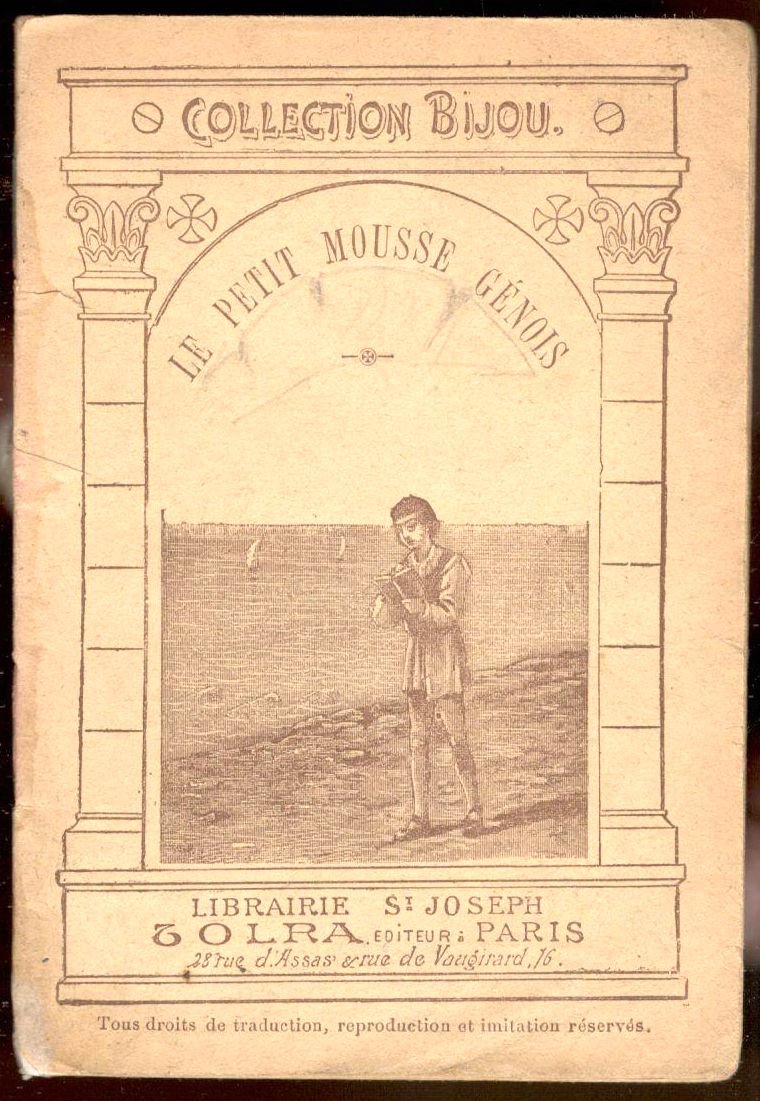 COLLECTION BIJOU.
LE PETIT MOUSSE GÉNOIS
LIBRAIRIE ST JOSEPH
TOLRA, EDITEUR à PARIS
28 rue d'Assas & rue de Vaugirard, 76.
Tous droits de traduction, reproduction et imitation réservés.